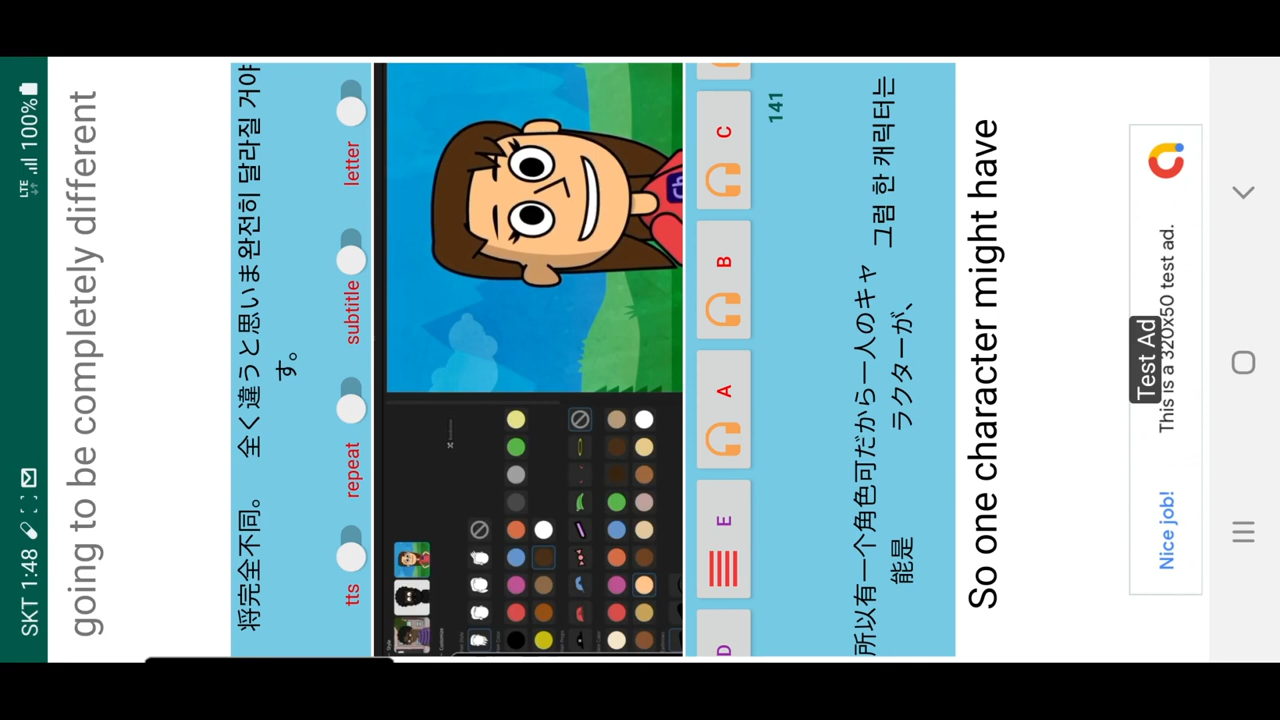 SKT 1:48
LTE
100%
going to be completely different
将完全不同。
全く違うと思いま
す。
완전히 달라질 거야
tts
repeat
subtitle
letter
D
E
A
B
C
141
所以有一个角色可
能是
だから一人のキャ
ラクターが、
그럼 한 캐릭터는
So one character might have
Nice job!
This is a 320x50 test ad.
Test Ad